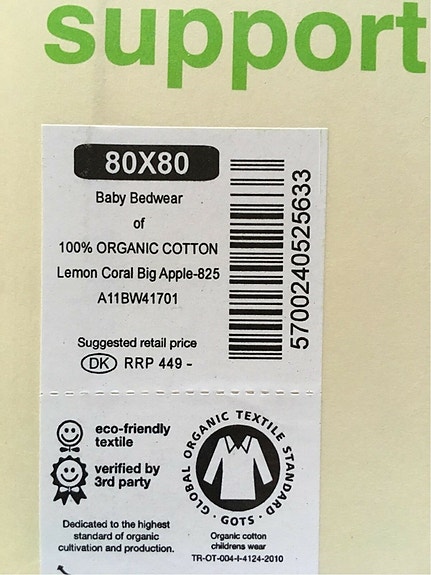 support
80X80
Baby Bedwear
of
100% ORGANIC COTTON
Lemon Coral Big Apple-825
A11BW41701
Suggested retail price
DK RRP 449 -
5700240525633
eco-friendly
textile
verified by
3rd party
Dedicated to the highest
standard of organic
cultivation and production.
GLOBAL ORGANIC TEXTILE STANDARD · GOTS ·
Organic cotton
childrens wear
TR-OT-004-I-4124-2010